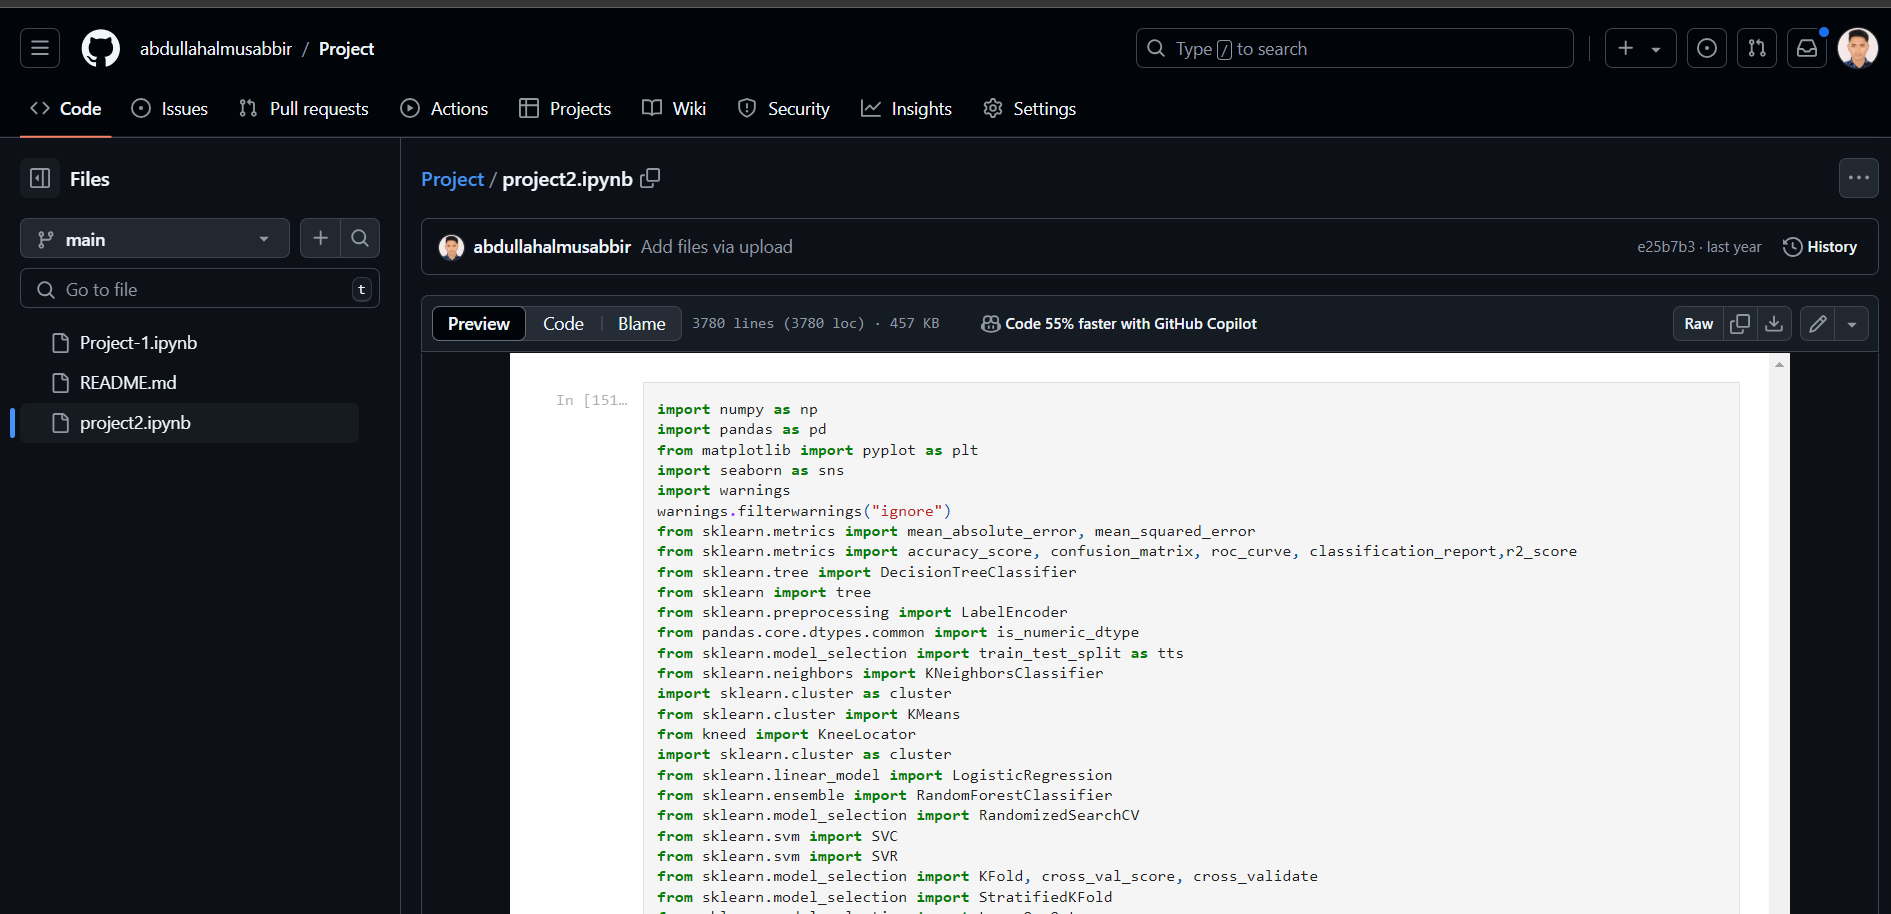 abdullahalmusabbir / Project
Type / to search
Code Issues Pull requests Actions Projects Wiki Security Insights Settings
Files
main
Go to file t
Project-1.ipynb
README.md
project2.ipynb
Project / project2.ipynb
abdullahalmusabbir Add files via upload
e25b7b3 · last year History
Preview Code Blame 3780 lines (3780 loc) · 457 KB Code 55% faster with GitHub Copilot Raw
In [151…
import numpy as np
import pandas as pd
from matplotlib import pyplot as plt
import seaborn as sns
import warnings
warnings.filterwarnings("ignore")
from sklearn.metrics import mean_absolute_error, mean_squared_error
from sklearn.metrics import accuracy_score, confusion_matrix, roc_curve, classification_report,r2_score
from sklearn.tree import DecisionTreeClassifier
from sklearn import tree
from sklearn.preprocessing import LabelEncoder
from pandas.core.dtypes.common import is_numeric_dtype
from sklearn.model_selection import train_test_split as tts
from sklearn.neighbors import KNeighborsClassifier
import sklearn.cluster as cluster
from sklearn.cluster import KMeans
from kneed import KneeLocator
import sklearn.cluster as cluster
from sklearn.linear_model import LogisticRegression
from sklearn.ensemble import RandomForestClassifier
from sklearn.model_selection import RandomizedSearchCV
from sklearn.svm import SVC
from sklearn.svm import SVR
from sklearn.model_selection import KFold, cross_val_score, cross_validate
from sklearn.model_selection import StratifiedKFold